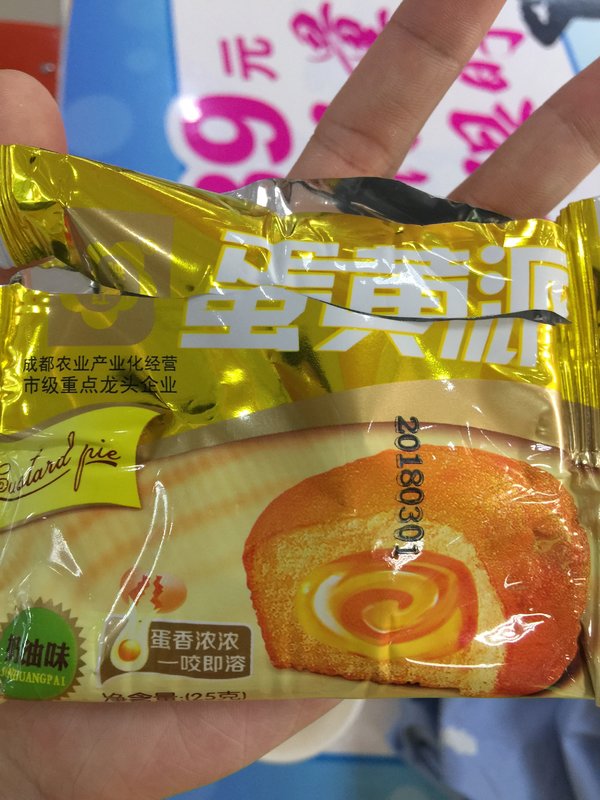 9元
蛋黄派
成都农业产业化经营
市级重点龙头企业
Custard pie
20180301
蛋香浓浓
一咬即溶
奶油味
净含量:(25克)